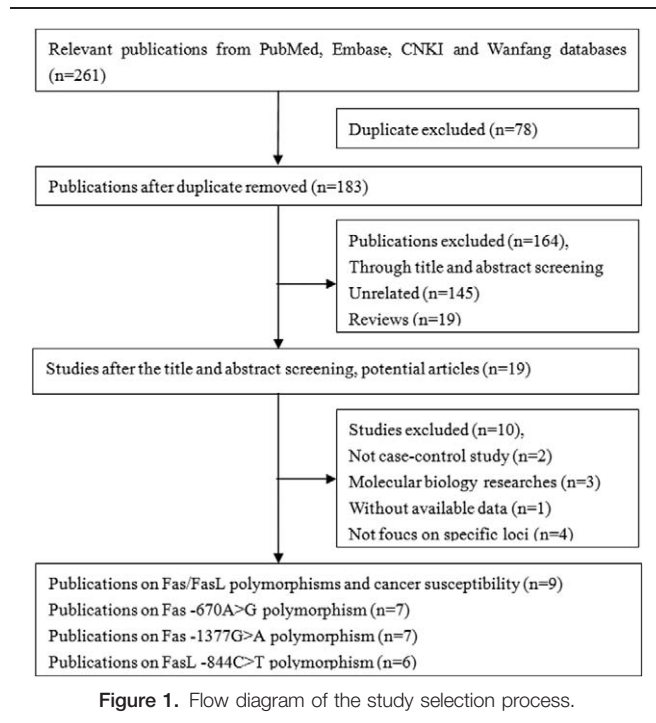 Relevant publications from PubMed, Embase, CNKI and Wanfang databases
(n=261)
Duplicate excluded (n=78)
Publications after duplicate removed (n=183)
Publications excluded (n=164),
Through title and abstract screening
Unrelated (n=145)
Reviews (n=19)
Studies after the title and abstract screening, potential articles (n=19)
Studies excluded (n=10),
Not case-control study (n=2)
Molecular biology researches (n=3)
Without available data (n=1)
Not foucs on specific loci (n=4)
Publications on Fas/FasL polymorphisms and cancer susceptibility (n=9)
Publications on Fas -670A>G polymorphism (n=7)
Publications on Fas -1377G>A polymorphism (n=7)
Publications on FasL -844C>T polymorphism (n=6)
Figure 1. Flow diagram of the study selection process.